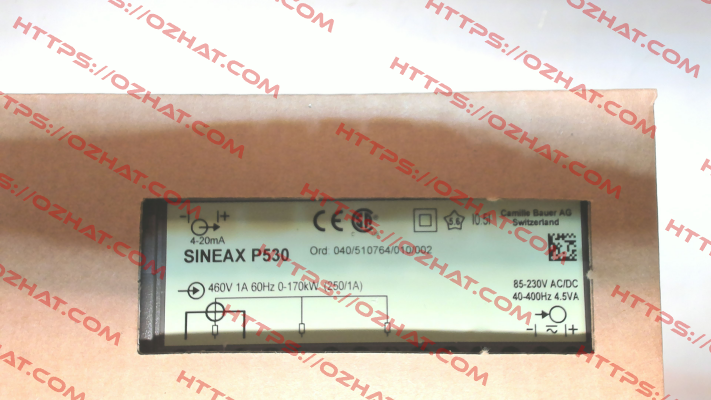 4-20mA
SINEAX P530
Ord: 040/510764/010/002
Camille Bauer AG
Switzerland
460V 1A 60Hz 0-170kW (250/1A)
85-230V AC/DC
40-400Hz 4.5VA
HTTPS://OZHAT.COM